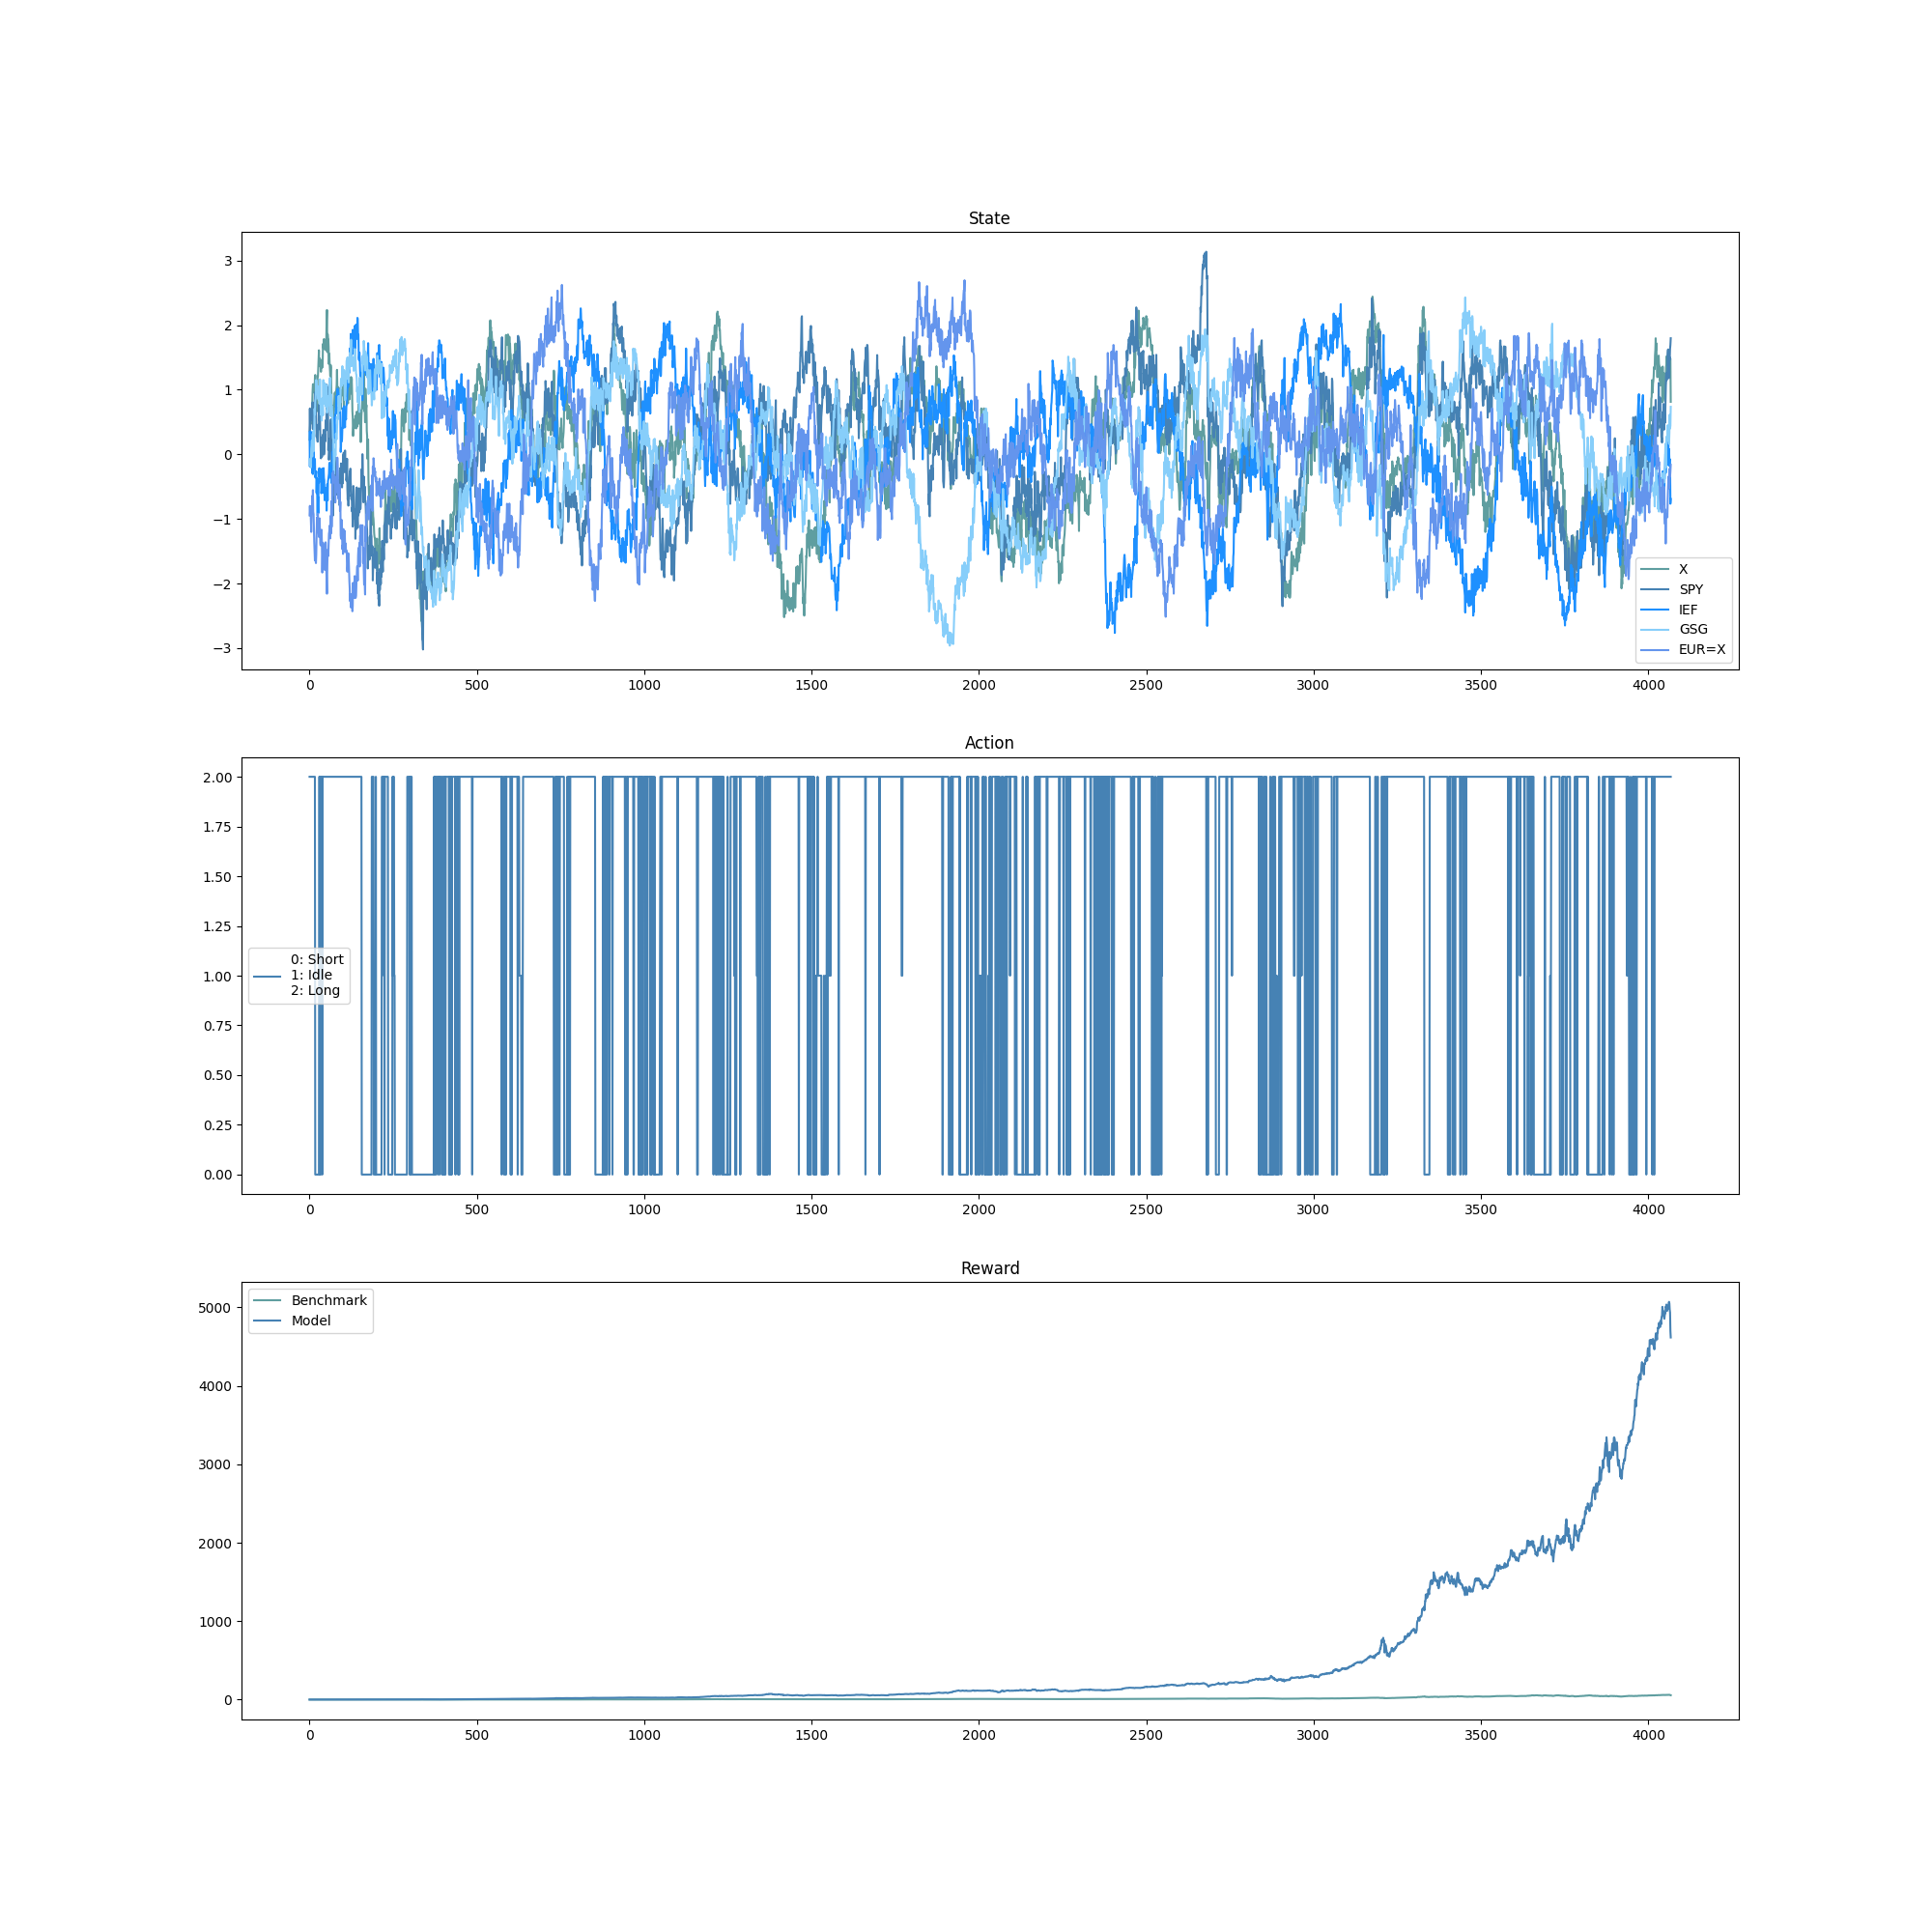 State
3
2
1
0
−1
−2
−3
X
SPY
IEF
GSG
EUR=X
0 500 1000 1500 2000 2500 3000 3500 4000
Action
2.00
1.75
1.50
1.25
1.00
0.75
0.50
0.25
0.00
0: Short
1: Idle
2: Long
0 500 1000 1500 2000 2500 3000 3500 4000
Reward
Benchmark
Model
5000
4000
3000
2000
1000
0
0 500 1000 1500 2000 2500 3000 3500 4000